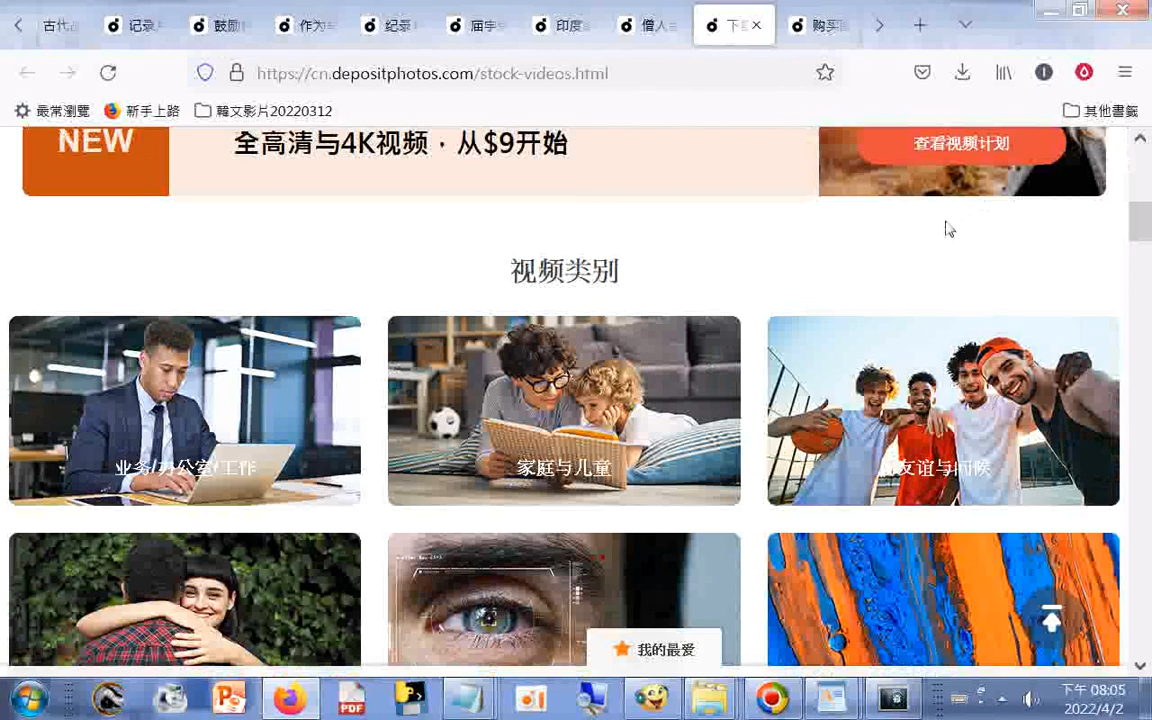 古代
记录
鼓励
作为
纪录
庙宇
印度
僧人
下
购买
https://cn.depositphotos.com/stock-videos.html
最常瀏覽
新手上路
韓文影片20220312
其他書籤
NEW
全高清与4K视频·从$9开始
查看视频计划
视频类别
业务/办公室/工作
家庭与儿童
友谊与问候
我的最爱
PDF
下午 08:05
2022/4/2